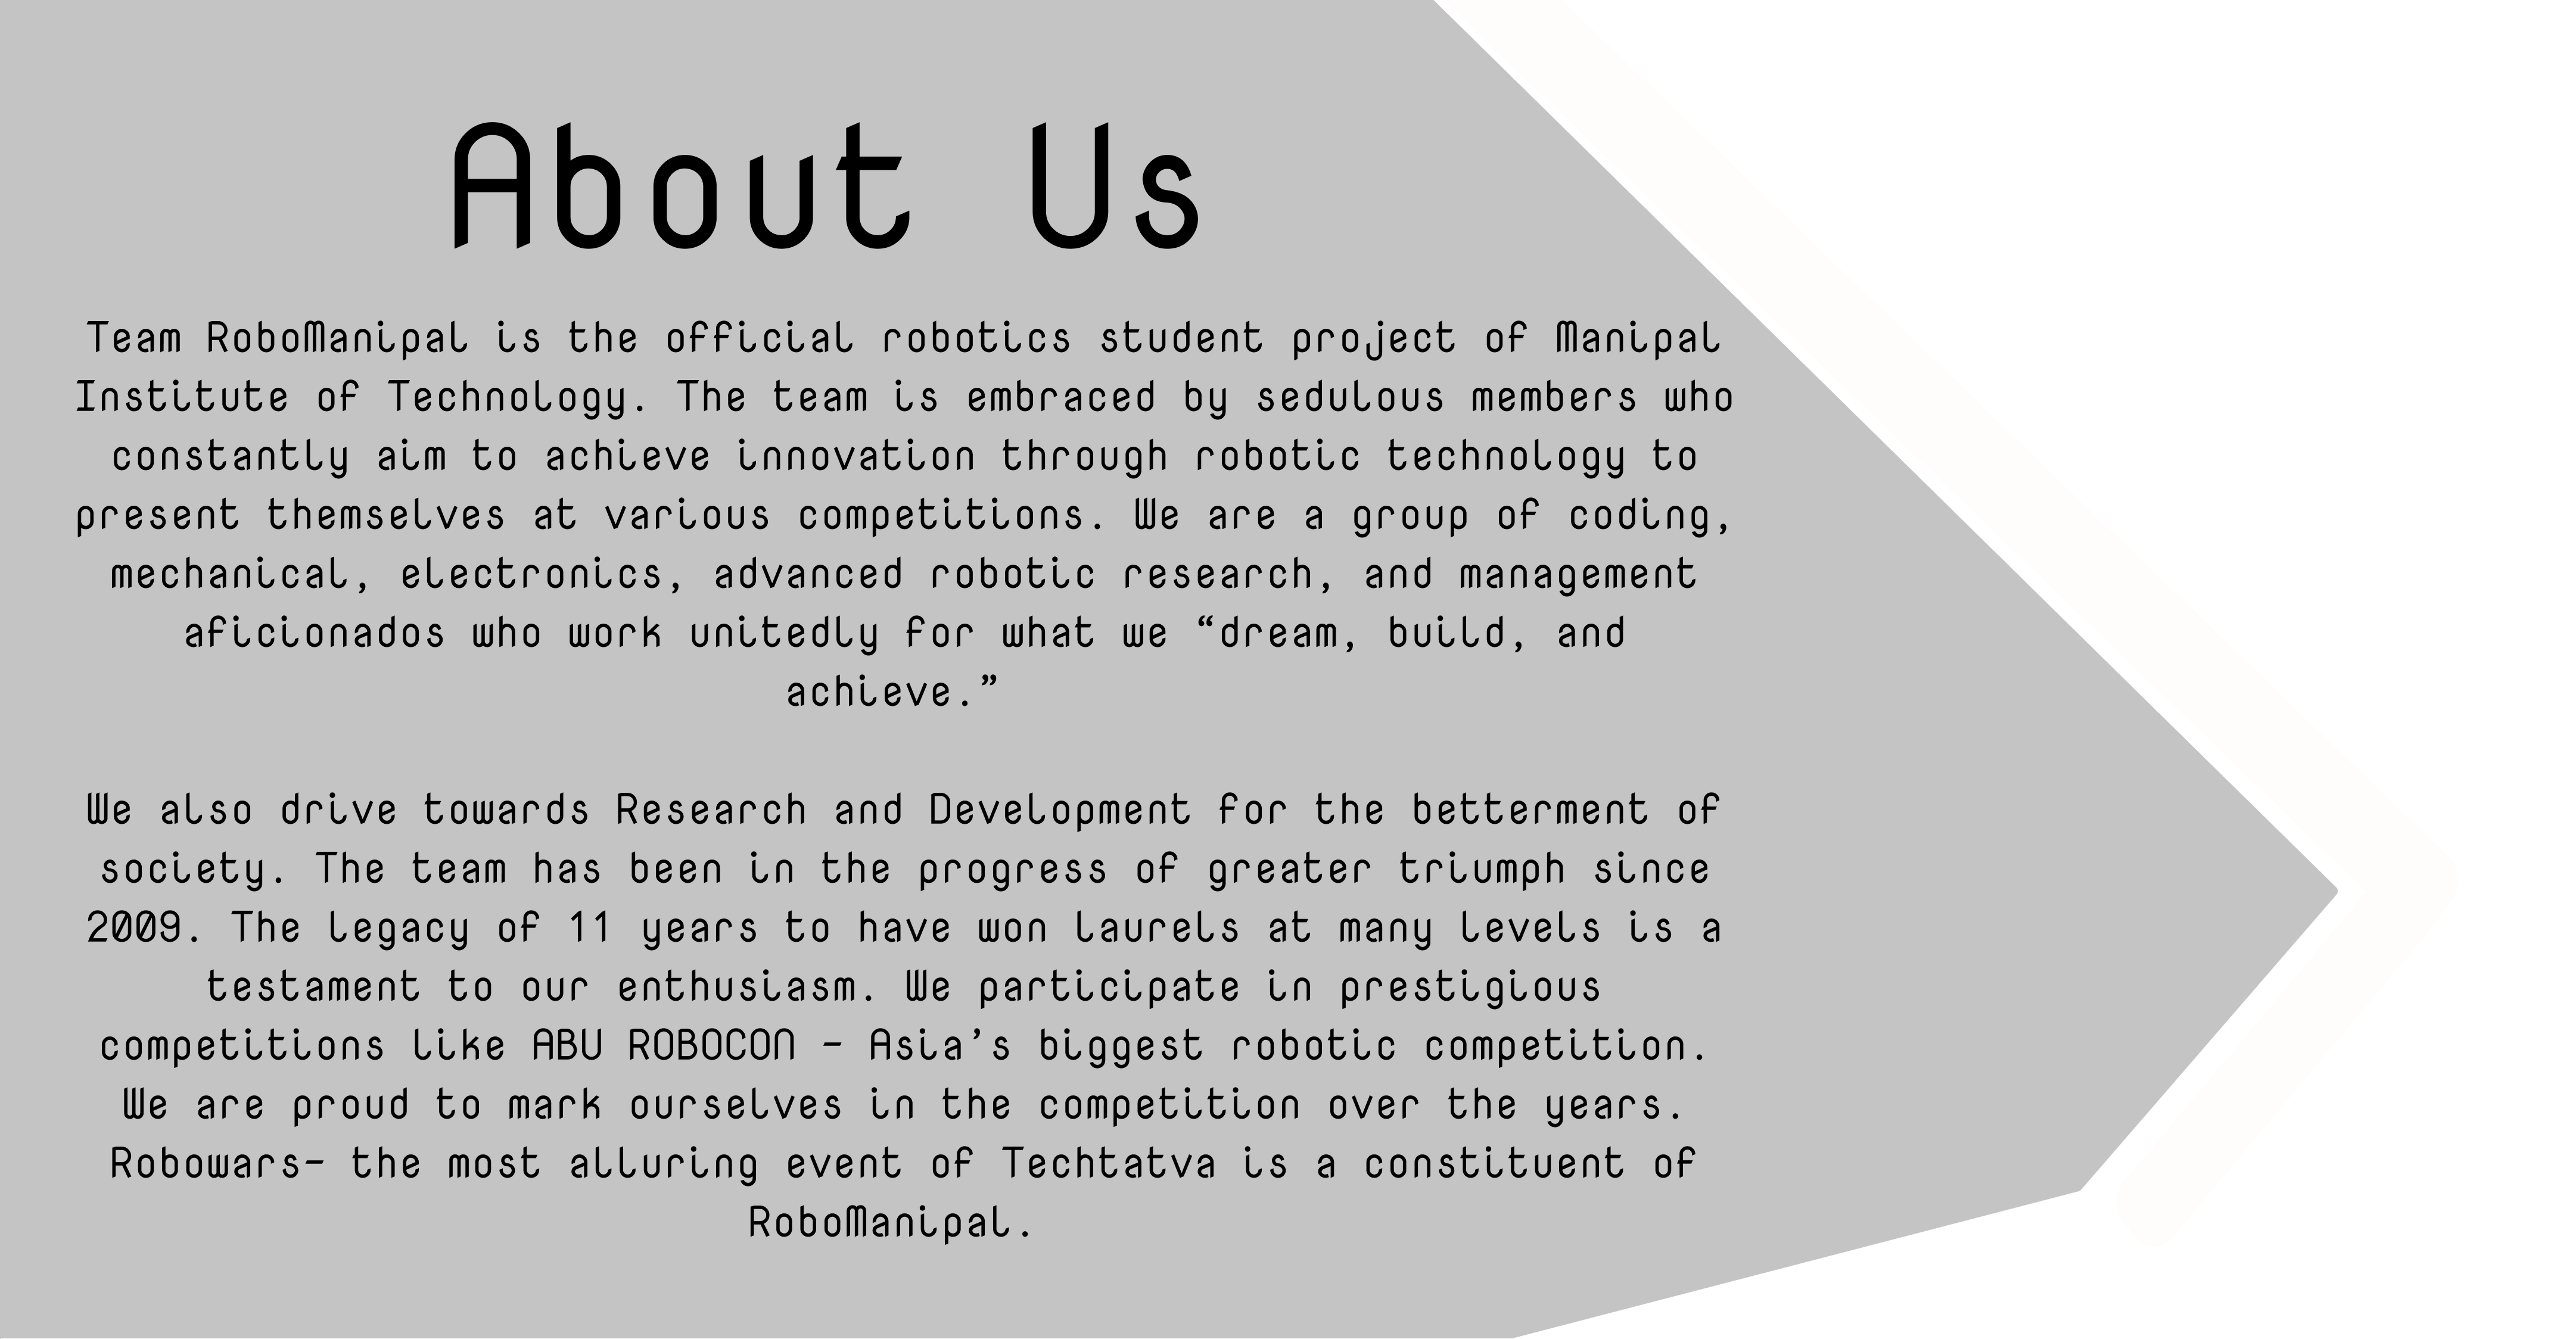 About Us
Team RoboManipal is the official robotics student project of Manipal
Institute of Technology. The team is embraced by sedulous members who
constantly aim to achieve innovation through robotic technology to
present themselves at various competitions. We are a group of coding,
mechanical, electronics, advanced robotic research, and management
aficionados who work unitedly for what we “dream, build, and
achieve.”
We also drive towards Research and Development for the betterment of
society. The team has been in the progress of greater triumph since
2009. The legacy of 11 years to have won laurels at many levels is a
testament to our enthusiasm. We participate in prestigious
competitions like ABU ROBOCON - Asia’s biggest robotic competition.
We are proud to mark ourselves in the competition over the years.
Robowars- the most alluring event of Techtatva is a constituent of
RoboManipal.